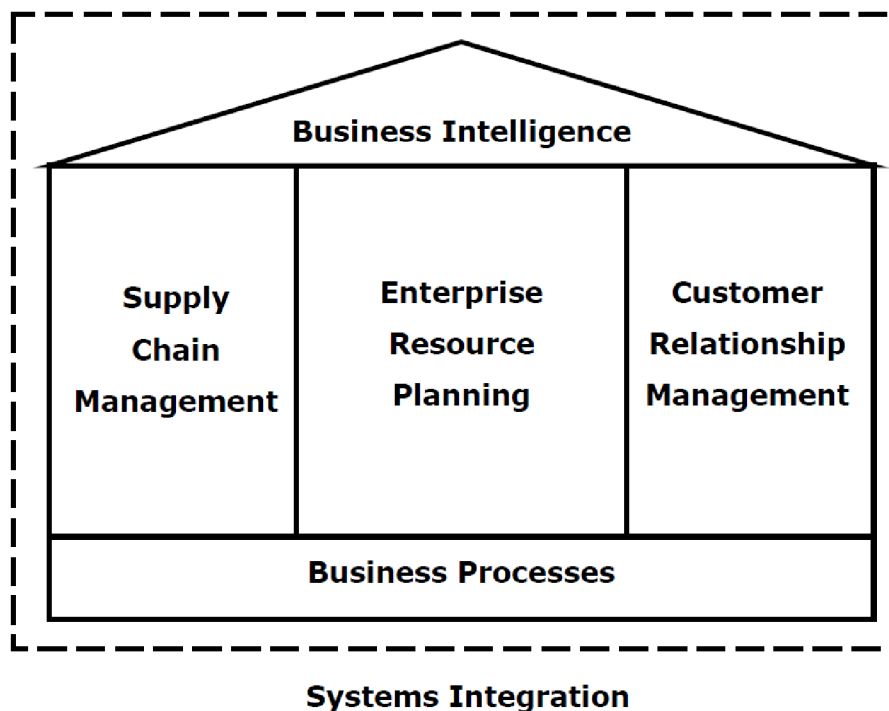 Business Intelligence
Supply
Chain
Management
Enterprise
Resource
Planning
Customer
Relationship
Management
Business Processes
Systems Integration